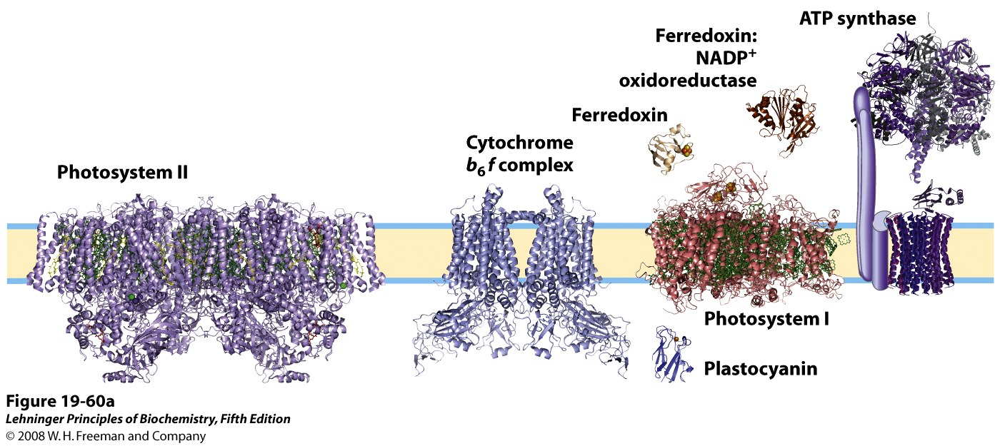 ATP synthase
Ferredoxin:
NADP+
oxidoreductase
Ferredoxin
Cytochrome
b6f complex
Photosystem II
Photosystem I
Plastocyanin
Figure 19-60a
Lehninger Principles of Biochemistry, Fifth Edition
© 2008 W. H. Freeman and Company